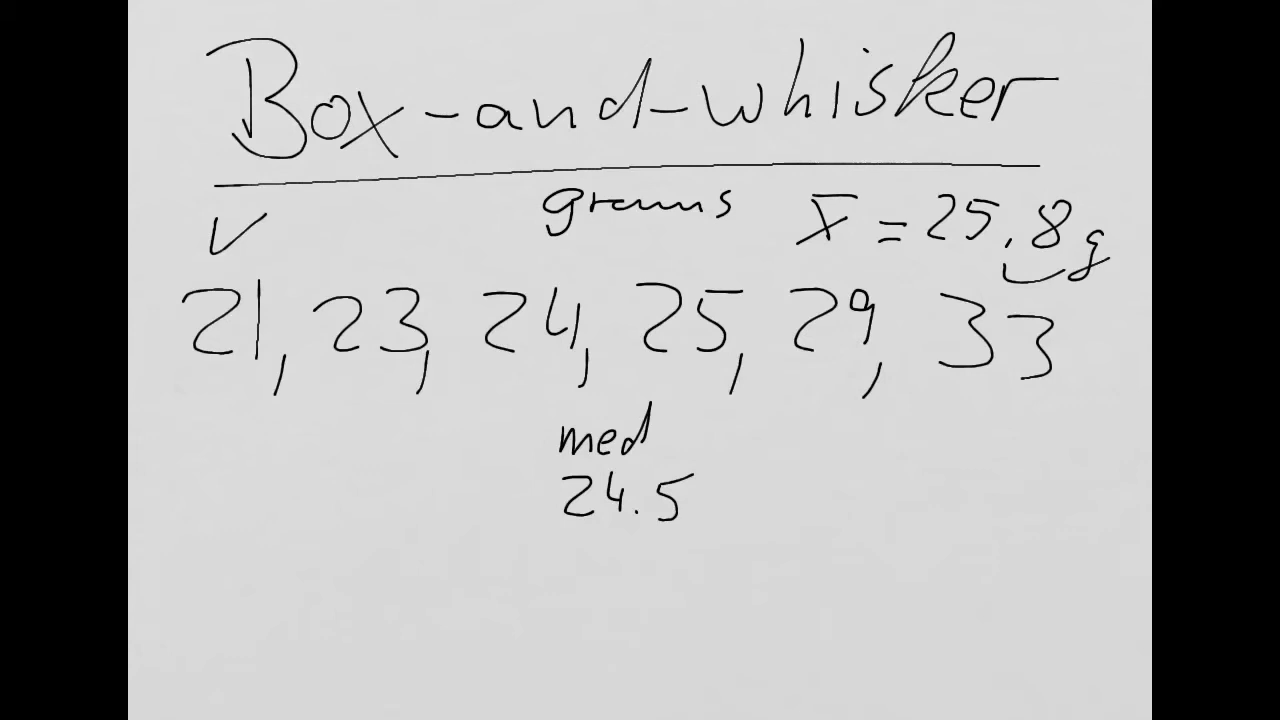 Box-and-whisker
grams x̅ = 25.8g
21, 23, 24, 25, 29, 33
med
24.5